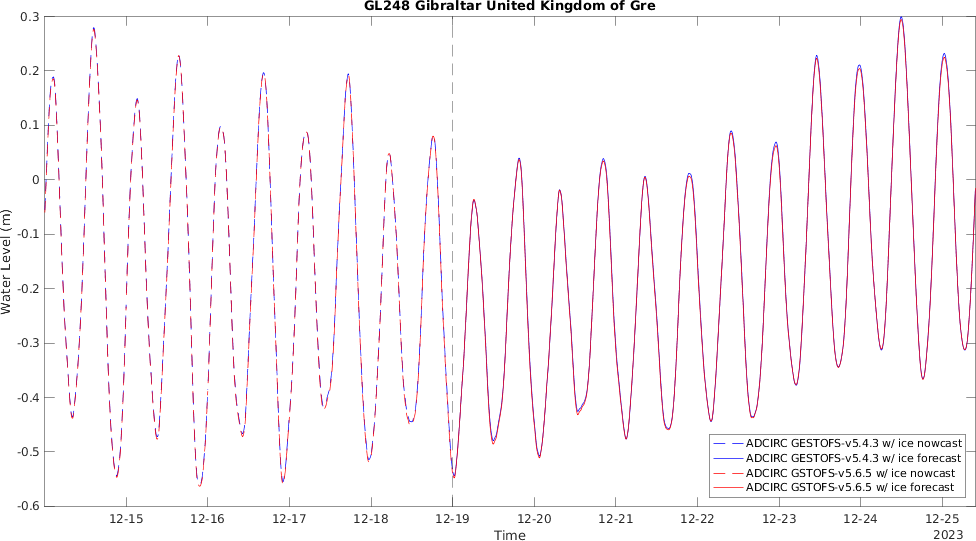 GL248 Gibraltar United Kingdom of Gre
0.3
0.2
0.1
0
-0.1
-0.2
-0.3
-0.4
-0.5
-0.6
Water Level (m)
12-15 12-16 12-17 12-18 12-19 12-20 12-21 12-22 12-23 12-24 12-25
2023
Time
ADCIRC GESTOFS-v5.4.3 w/ ice nowcast
ADCIRC GESTOFS-v5.4.3 w/ ice forecast
ADCIRC GSTOFS-v5.6.5 w/ ice nowcast
ADCIRC GSTOFS-v5.6.5 w/ ice forecast